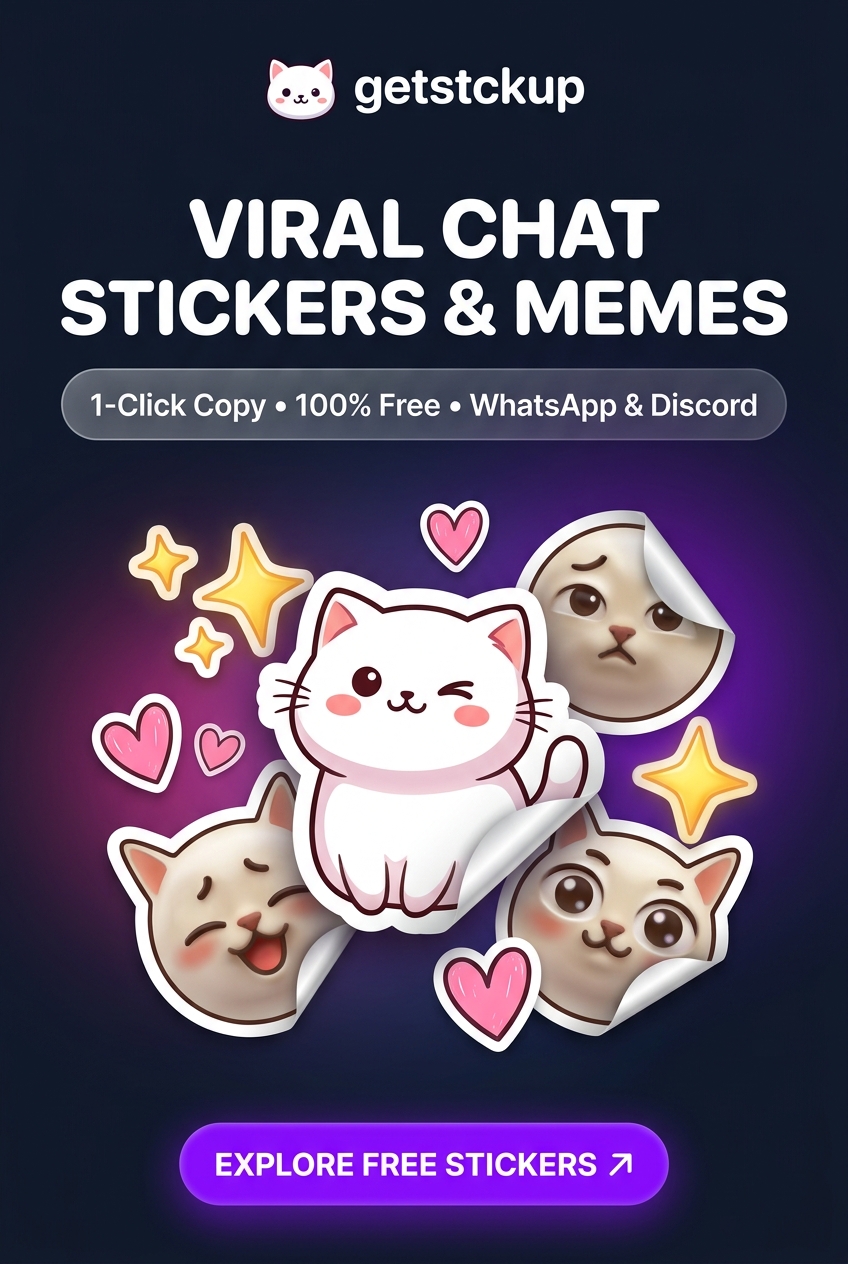 getstckup
VIRAL CHAT
STICKERS & MEMES
1-Click Copy • 100% Free • WhatsApp & Discord
EXPLORE FREE STICKERS ↗